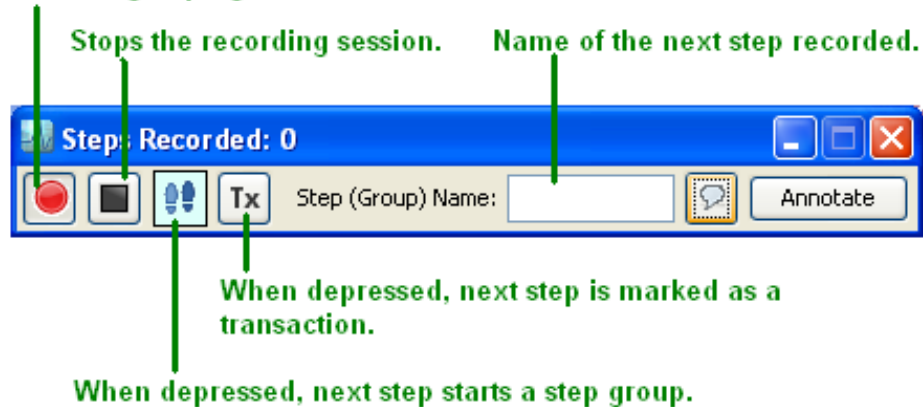 Stops the recording session.
Name of the next step recorded.
Steps Recorded: 0
Tx
Step (Group) Name:
Annotate
When depressed, next step is marked as a
transaction.
When depressed, next step starts a step group.